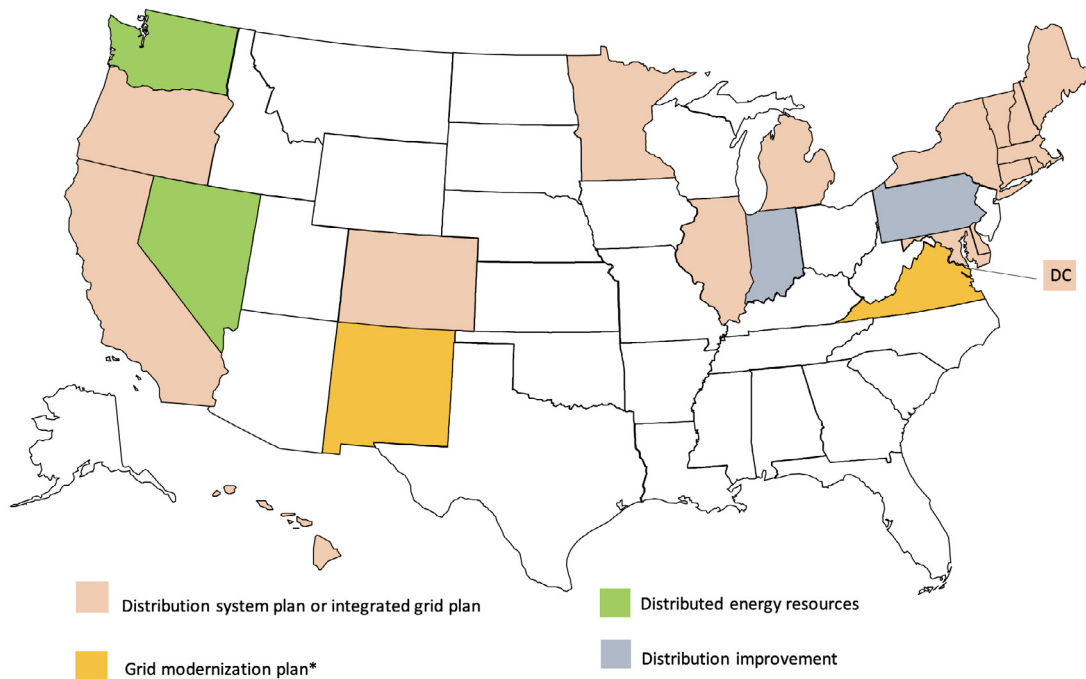 DC
Distribution system plan or integrated grid plan
Distributed energy resources
Grid modernization plan*
Distribution improvement